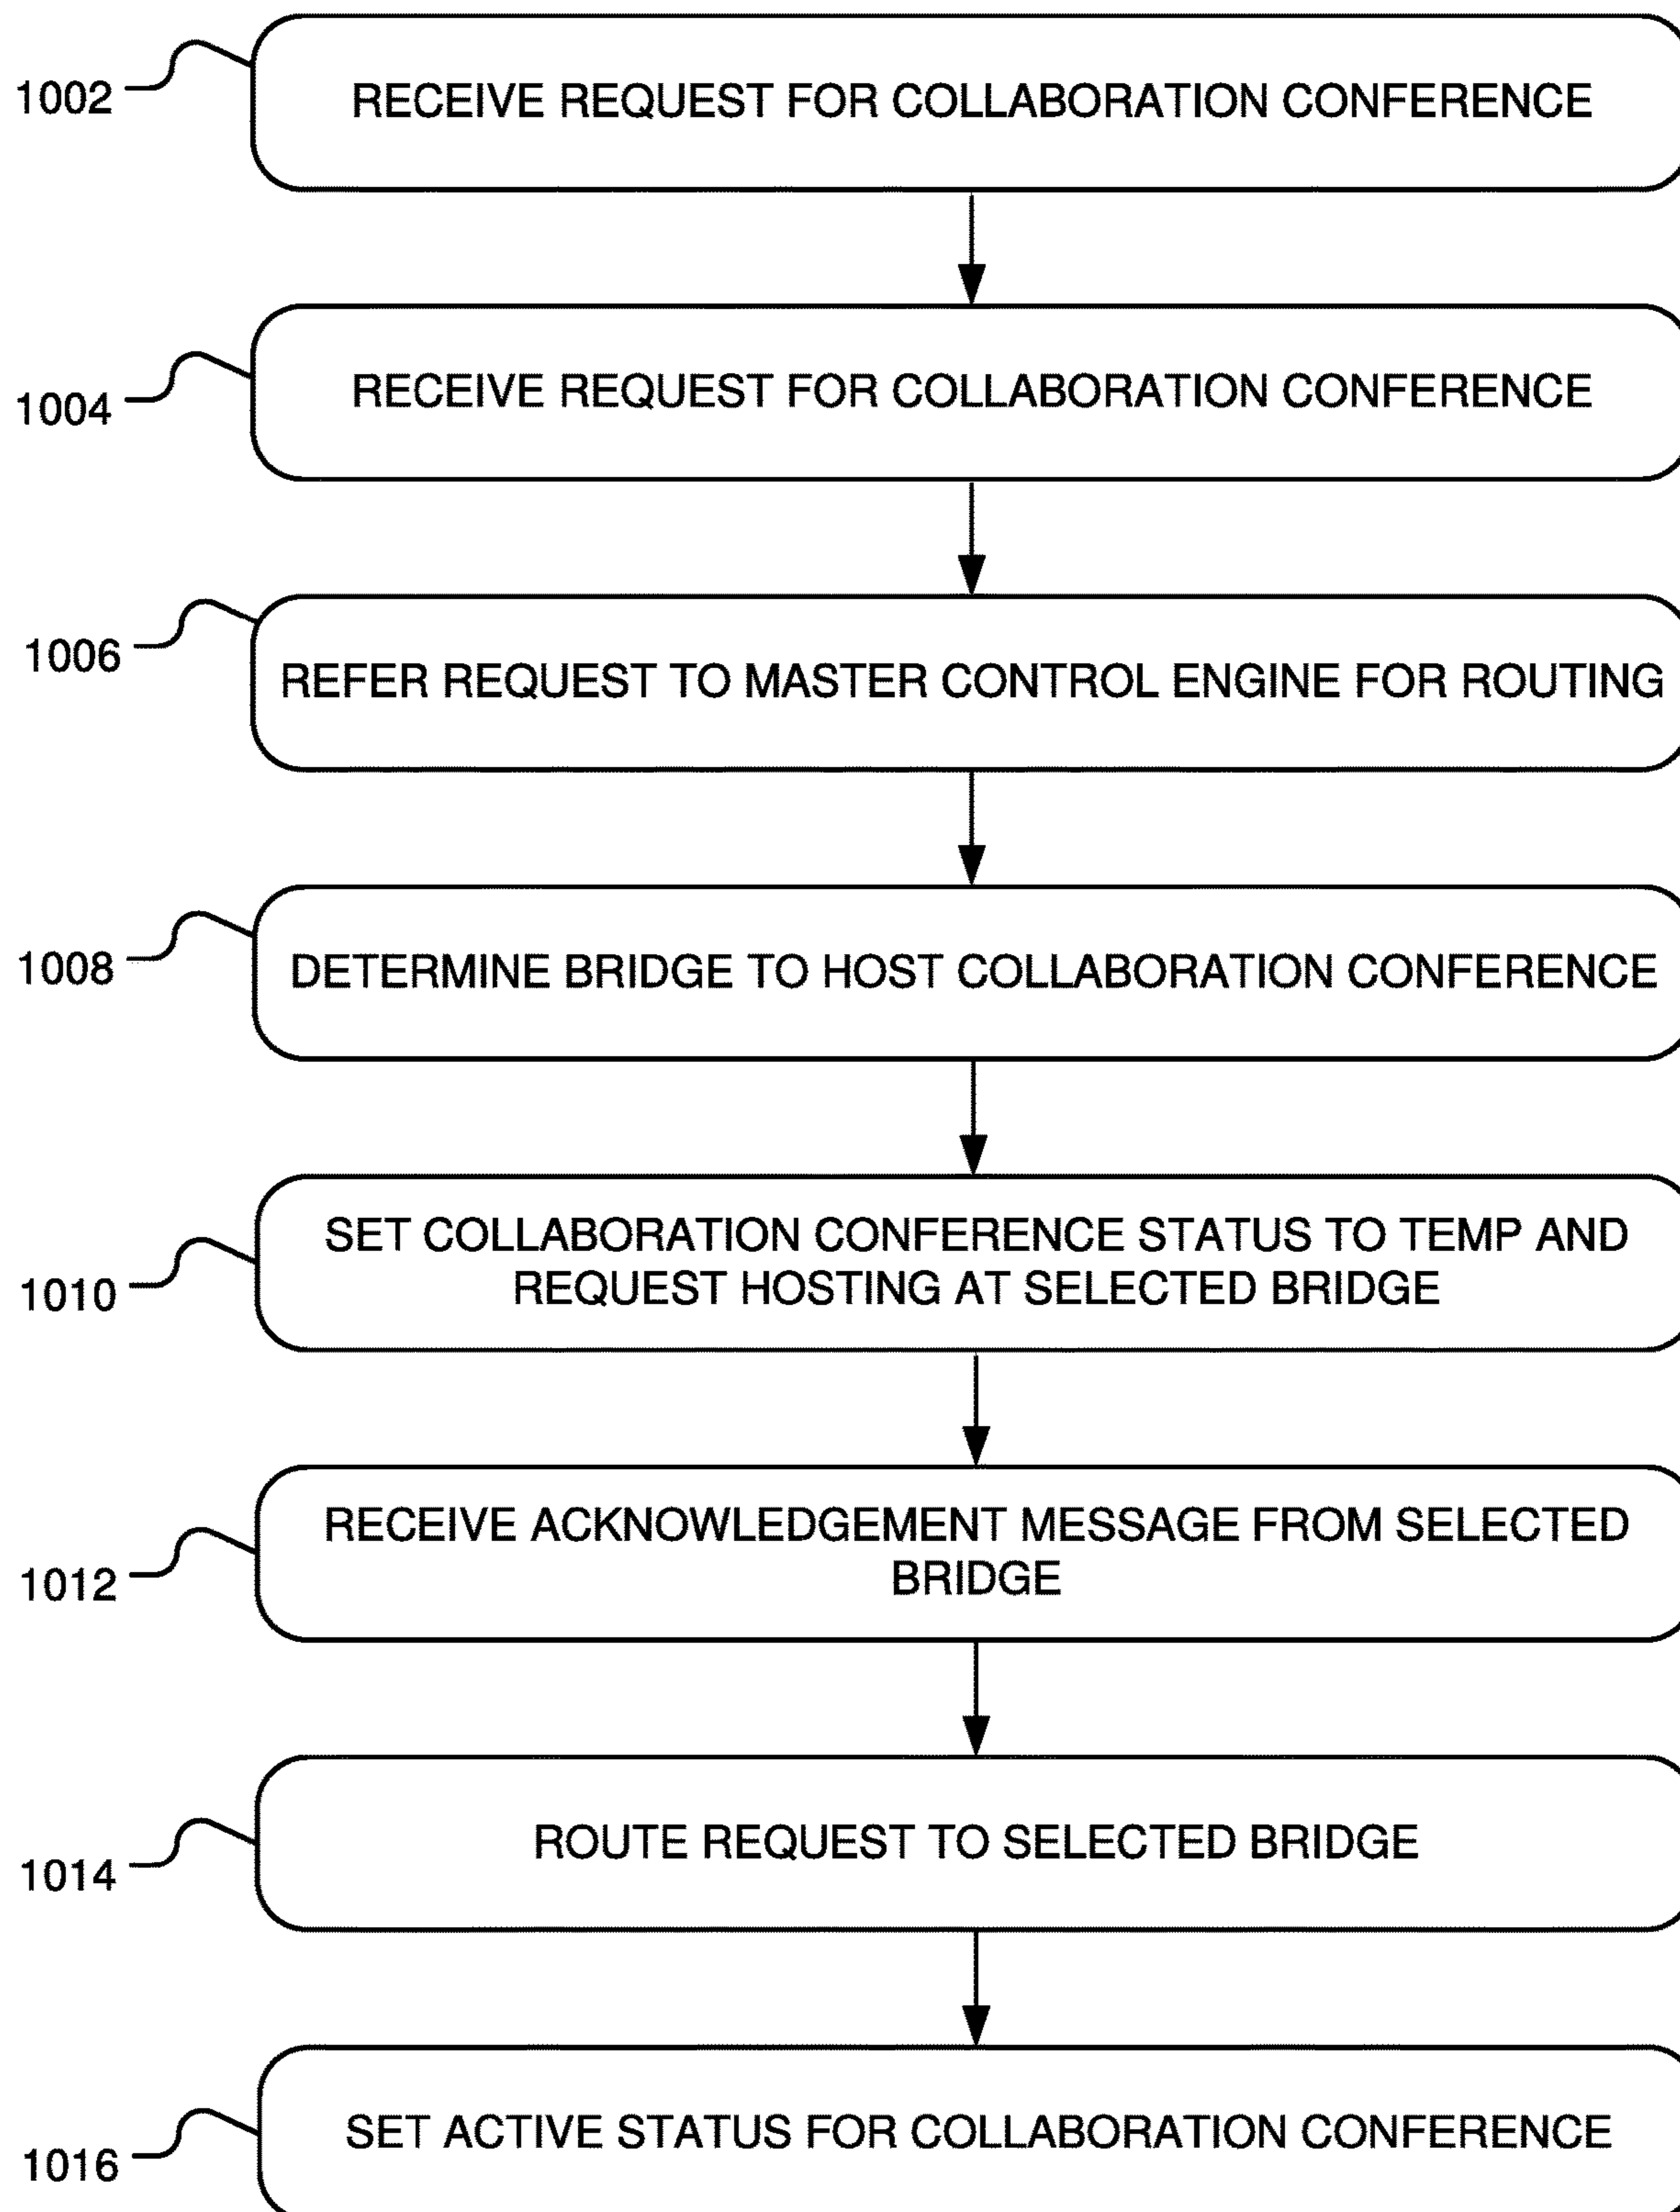 1002
RECEIVE REQUEST FOR COLLABORATION CONFERENCE
1004
RECEIVE REQUEST FOR COLLABORATION CONFERENCE
1006
REFER REQUEST TO MASTER CONTROL ENGINE FOR ROUTING
1008
DETERMINE BRIDGE TO HOST COLLABORATION CONFERENCE
1010
SET COLLABORATION CONFERENCE STATUS TO TEMP AND
REQUEST HOSTING AT SELECTED BRIDGE
1012
RECEIVE ACKNOWLEDGEMENT MESSAGE FROM SELECTED
BRIDGE
1014
ROUTE REQUEST TO SELECTED BRIDGE
1016
SET ACTIVE STATUS FOR COLLABORATION CONFERENCE